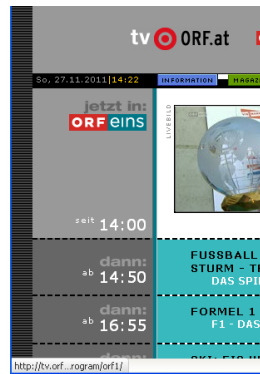 tv ORF.at
So, 27.11.2011|14:22
INFORMATION
MAGAZ
jetzt in:
ORF eins
LIVEBILD
seit 14:00
dann:
ab 14:50
FUSSBALL
STURM - T
DAS SPI
dann:
ab 16:55
FORMEL 1
F1 - DAS
dann:
http://tv.orf...rogram/orf1/